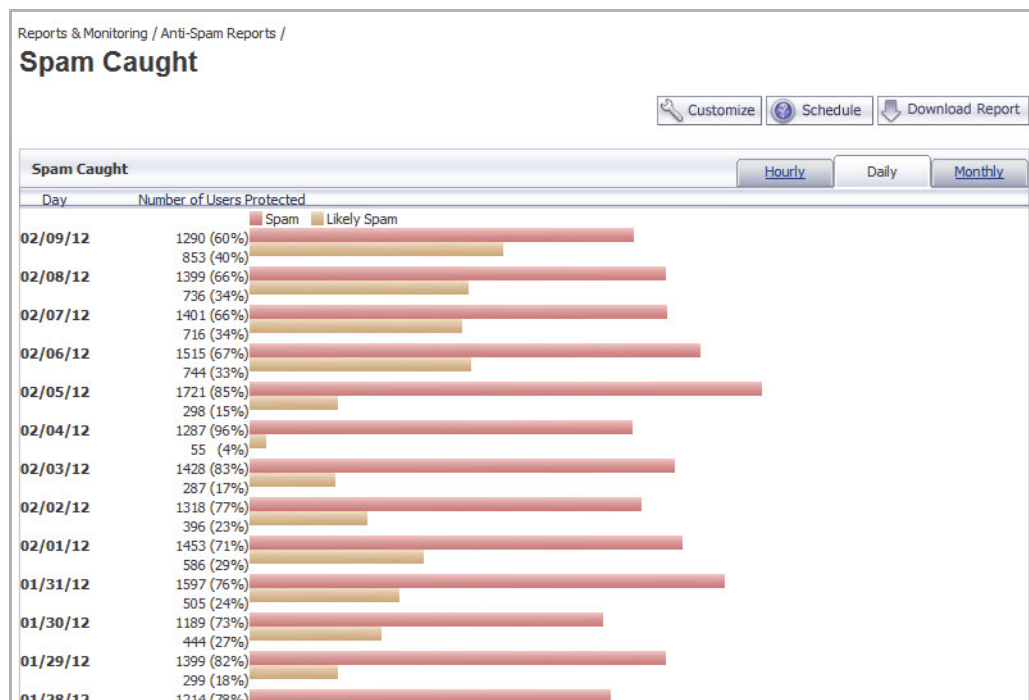 Reports & Monitoring / Anti-Spam Reports /
Spam Caught
Customize Schedule Download Report
Spam Caught Hourly Daily Monthly
Day Number of Users Protected
Spam Likely Spam
02/09/12 1290 (60%)
853 (40%)
02/08/12 1399 (66%)
736 (34%)
02/07/12 1401 (66%)
716 (34%)
02/06/12 1515 (67%)
744 (33%)
02/05/12 1721 (85%)
298 (15%)
02/04/12 1287 (96%)
55 (4%)
02/03/12 1428 (83%)
287 (17%)
02/02/12 1318 (77%)
396 (23%)
02/01/12 1453 (71%)
586 (29%)
01/31/12 1597 (76%)
505 (24%)
01/30/12 1189 (73%)
444 (27%)
01/29/12 1399 (82%)
299 (18%)
01/28/12 1214 (78%)